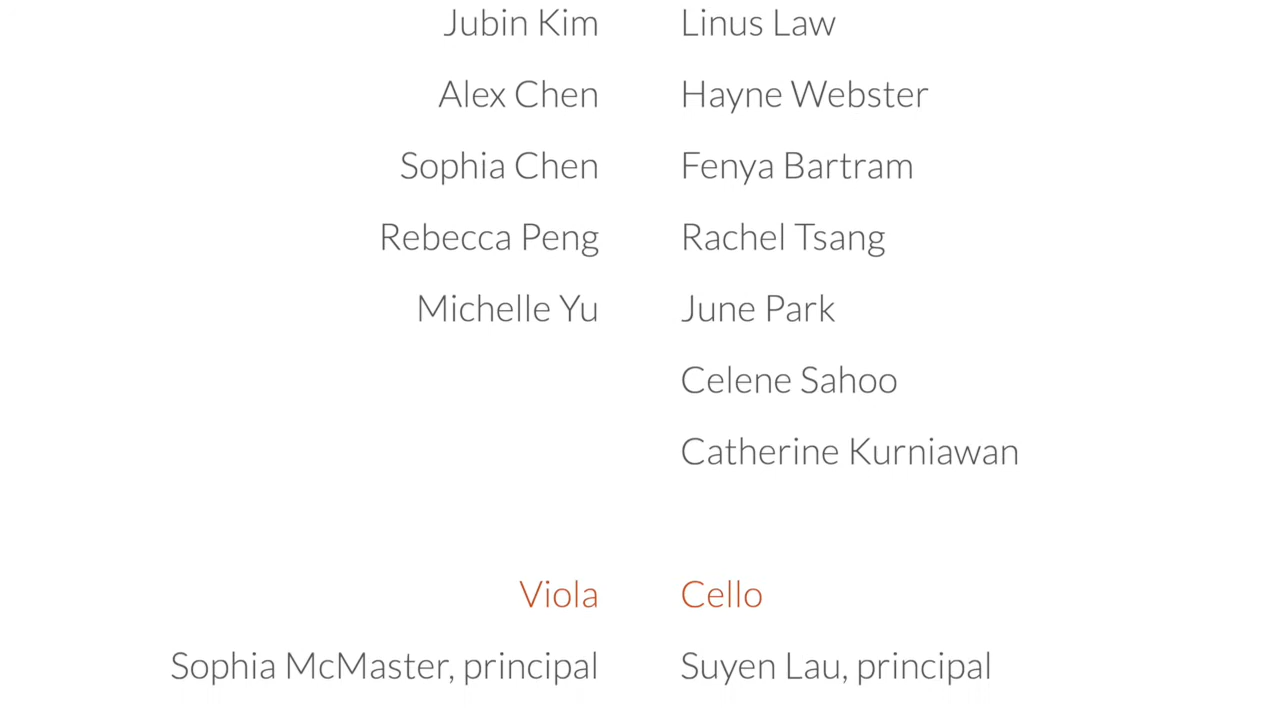 Jubin Kim
Linus Law
Alex Chen
Hayne Webster
Sophia Chen
Fenya Bartram
Rebecca Peng
Rachel Tsang
Michelle Yu
June Park
Celene Sahoo
Catherine Kurniawan
Viola
Cello
Sophia McMaster, principal
Suyen Lau, principal